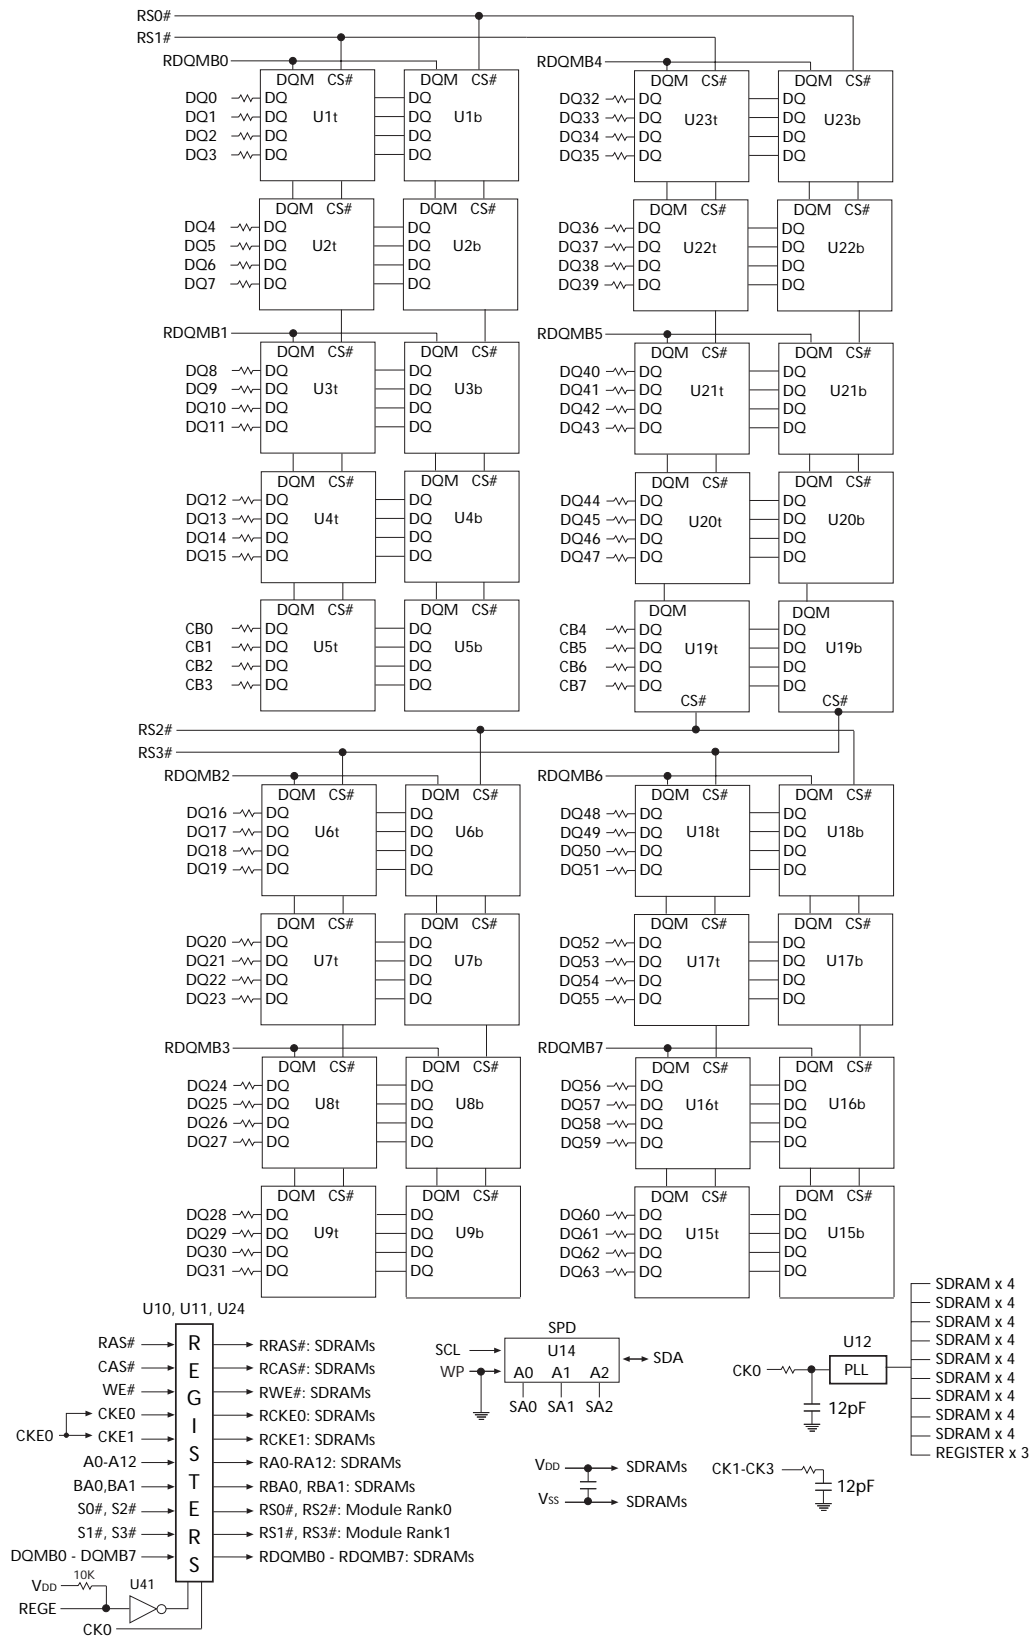 RS0#
RS1#
RDQMB0
DQM CS#
DQM CS#
DQ0 DQ DQ
DQ1 DQ U1t DQ U1b
DQ2 DQ DQ
DQ3 DQ DQ
DQM CS#
DQM CS#
DQ4 DQ DQ
DQ5 DQ U2t DQ U2b
DQ6 DQ DQ
DQ7 DQ DQ
RDQMB1
DQM CS#
DQM CS#
DQ8 DQ DQ
DQ9 DQ U3t DQ U3b
DQ10 DQ DQ
DQ11 DQ DQ
DQM CS#
DQM CS#
DQ12 DQ DQ
DQ13 DQ U4t DQ U4b
DQ14 DQ DQ
DQ15 DQ DQ
DQM CS#
DQM CS#
CB0 DQ DQ
CB1 DQ U5t DQ U5b
CB2 DQ DQ
CB3 DQ DQ
RDQMB4
DQM CS#
DQM CS#
DQ32 DQ DQ
DQ33 DQ U23t DQ U23b
DQ34 DQ DQ
DQ35 DQ DQ
DQM CS#
DQM CS#
DQ36 DQ DQ
DQ37 DQ U22t DQ U22b
DQ38 DQ DQ
DQ39 DQ DQ
RDQMB5
DQM CS#
DQM CS#
DQ40 DQ DQ
DQ41 DQ U21t DQ U21b
DQ42 DQ DQ
DQ43 DQ DQ
DQM CS#
DQM CS#
DQ44 DQ DQ
DQ45 DQ U20t DQ U20b
DQ46 DQ DQ
DQ47 DQ DQ
DQM
DQM
CB4 DQ DQ
CB5 DQ U19t DQ U19b
CB6 DQ DQ
CB7 DQ DQ
CS#
CS#
RS2#
RS3#
RDQMB2
DQM CS#
DQM CS#
DQ16 DQ DQ
DQ17 DQ U6t DQ U6b
DQ18 DQ DQ
DQ19 DQ DQ
DQM CS#
DQM CS#
DQ20 DQ DQ
DQ21 DQ U7t DQ U7b
DQ22 DQ DQ
DQ23 DQ DQ
RDQMB3
DQM CS#
DQM CS#
DQ24 DQ DQ
DQ25 DQ U8t DQ U8b
DQ26 DQ DQ
DQ27 DQ DQ
DQM CS#
DQM CS#
DQ28 DQ DQ
DQ29 DQ U9t DQ U9b
DQ30 DQ DQ
DQ31 DQ DQ
RDQMB6
DQM CS#
DQM CS#
DQ48 DQ DQ
DQ49 DQ U18t DQ U18b
DQ50 DQ DQ
DQ51 DQ DQ
DQM CS#
DQM CS#
DQ52 DQ DQ
DQ53 DQ U17t DQ U17b
DQ54 DQ DQ
DQ55 DQ DQ
RDQMB7
DQM CS#
DQM CS#
DQ56 DQ DQ
DQ57 DQ U16t DQ U16b
DQ58 DQ DQ
DQ59 DQ DQ
DQM CS#
DQM CS#
DQ60 DQ DQ
DQ61 DQ U15t DQ U15b
DQ62 DQ DQ
DQ63 DQ DQ
U10, U11, U24
REGISTERS
RAS# RRAS#: SDRAMs
CAS# RCAS#: SDRAMs
WE# RWE#: SDRAMs
CKE0
CKE0 RCKE0: SDRAMs
CKE1 RCKE1: SDRAMs
A0-A12 RA0-RA12: SDRAMs
BA0,BA1 RBA0, RBA1: SDRAMs
S0#, S2# RS0#, RS2#: Module Rank0
S1#, S3# RS1#, RS3#: Module Rank1
DQMB0 - DQMB7 RDQMB0 - RDQMB7: SDRAMs
VDD 10K
U41
REGE
CK0
SPD
SCL U14
WP SDA
A0 A1 A2
SA0 SA1 SA2
VDD SDRAMs
VSS SDRAMs
U12
CK0 PLL
12pF
CK1-CK3
12pF
SDRAM x 4
SDRAM x 4
SDRAM x 4
SDRAM x 4
SDRAM x 4
SDRAM x 4
SDRAM x 4
SDRAM x 4
SDRAM x 4
REGISTER x 3